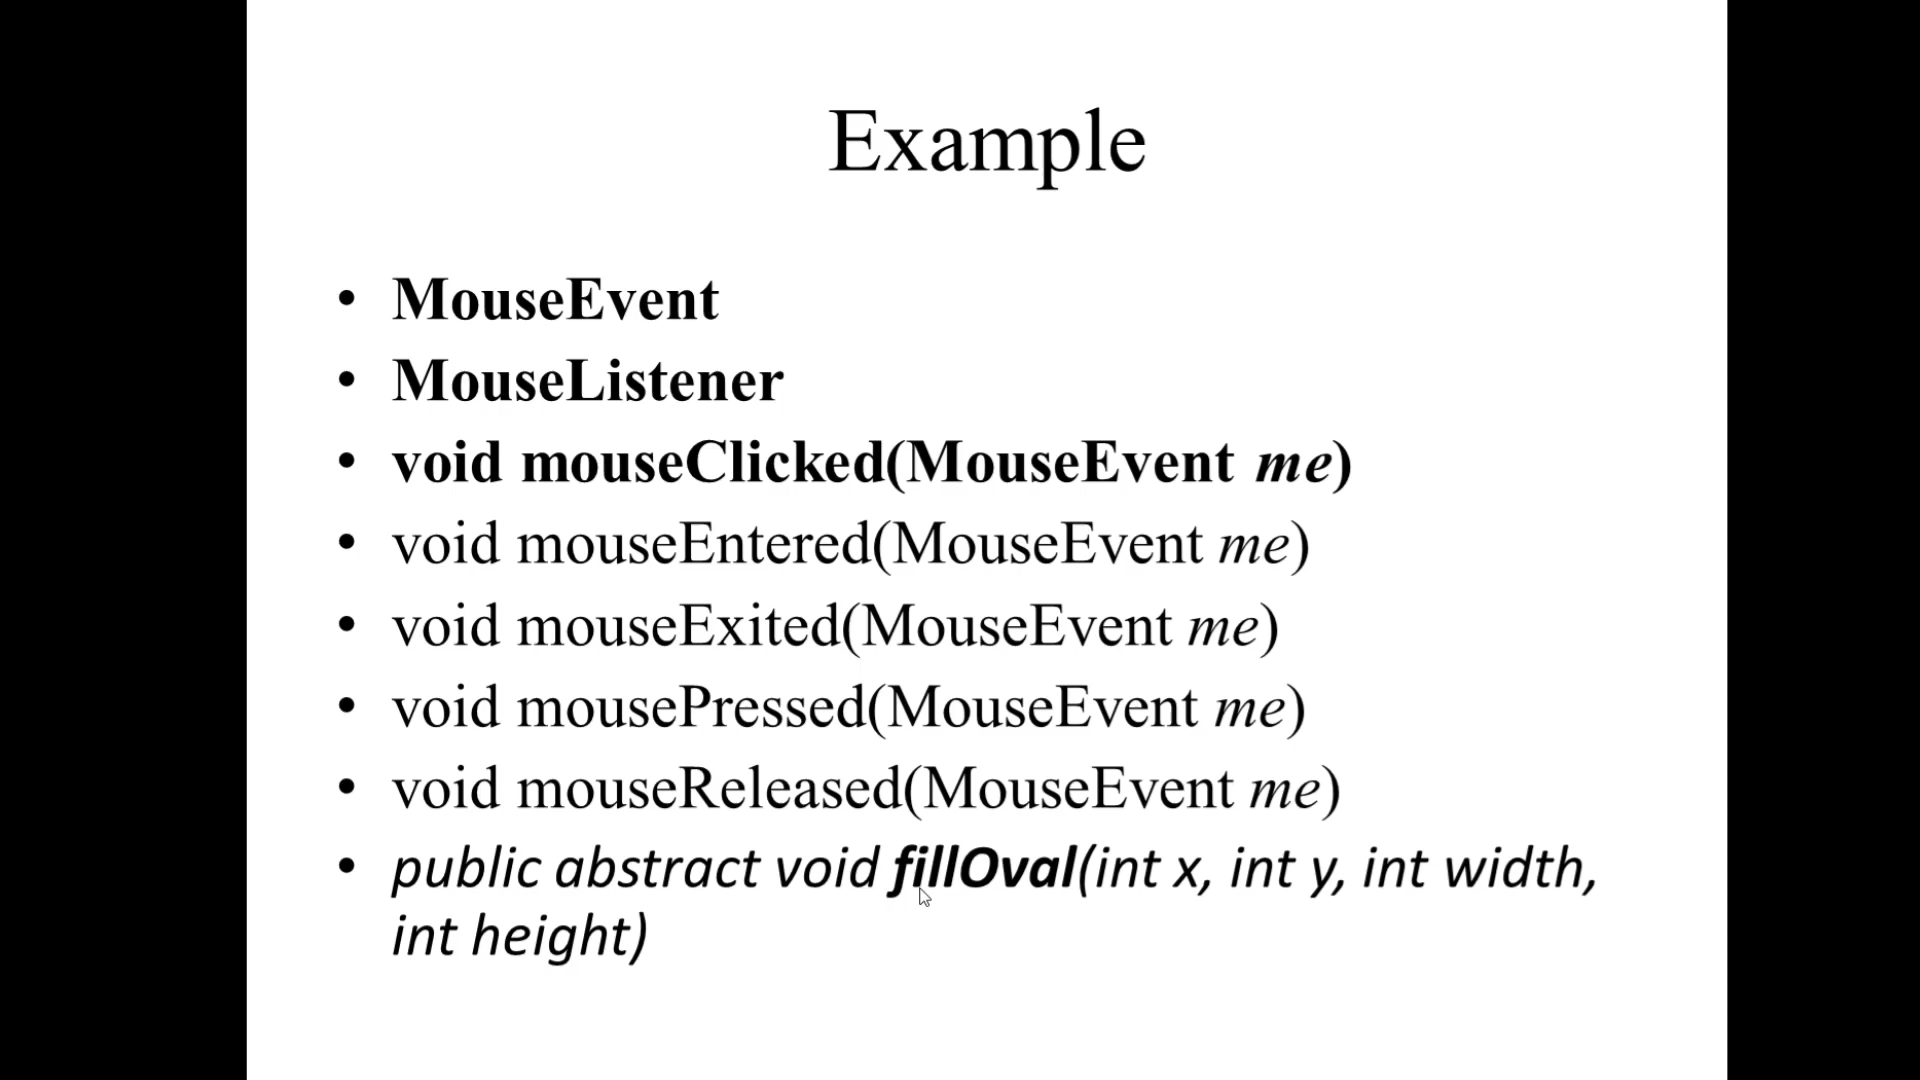 Example
• MouseEvent
• MouseListener
• void mouseClicked(MouseEvent me)
• void mouseEntered(MouseEvent me)
• void mouseExited(MouseEvent me)
• void mousePressed(MouseEvent me)
• void mouseReleased(MouseEvent me)
• public abstract void fillOval(int x, int y, int width,
int height)